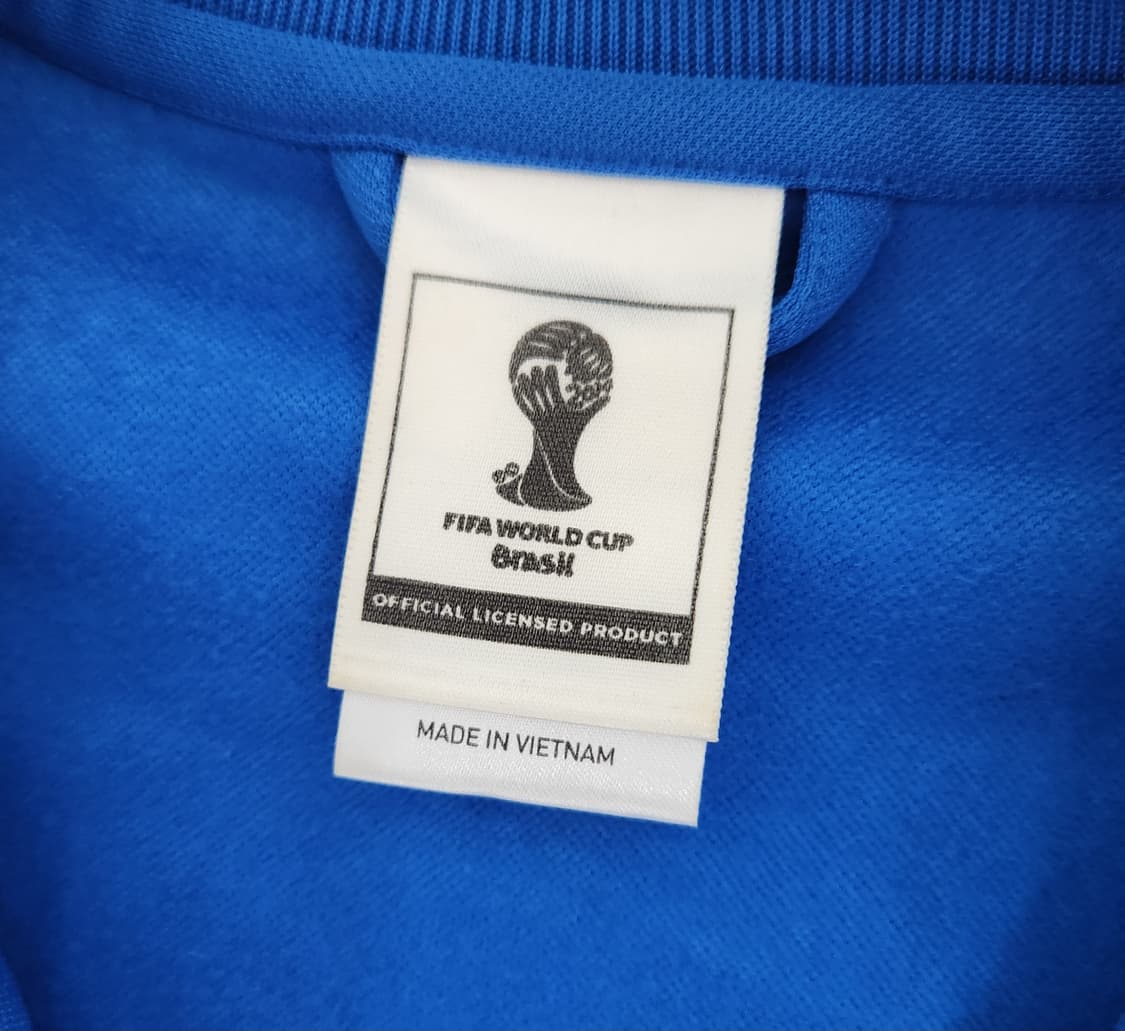 FIFA WORLD CUP
Brasil
OFFICIAL LICENSED PRODUCT
MADE IN VIETNAM